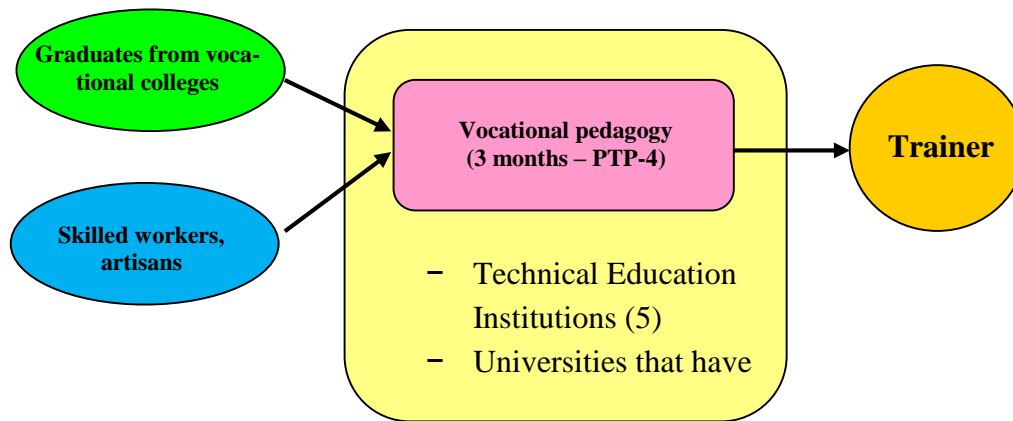 Graduates from voca-
tional colleges
Vocational pedagogy
(3 months – PTP-4)
Trainer
Skilled workers,
artisans
− Technical Education
Institutions (5)
− Universities that have